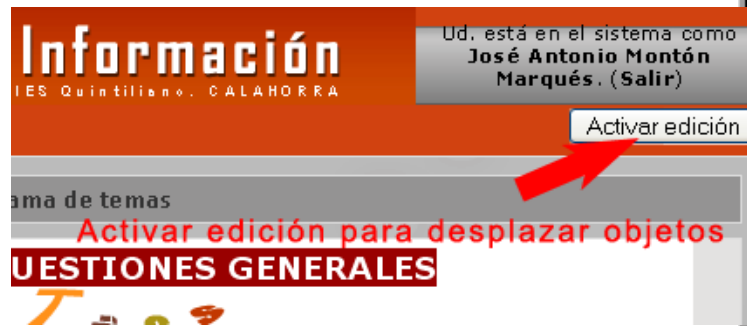 Información
IES Quintiliano. CALAHORRA
Ud. está en el sistema como
José Antonio Montón
Marqués. (Salir)
Activar edición
ama de temas
Activar edición para desplazar objetos
UESTIONES GENERALES